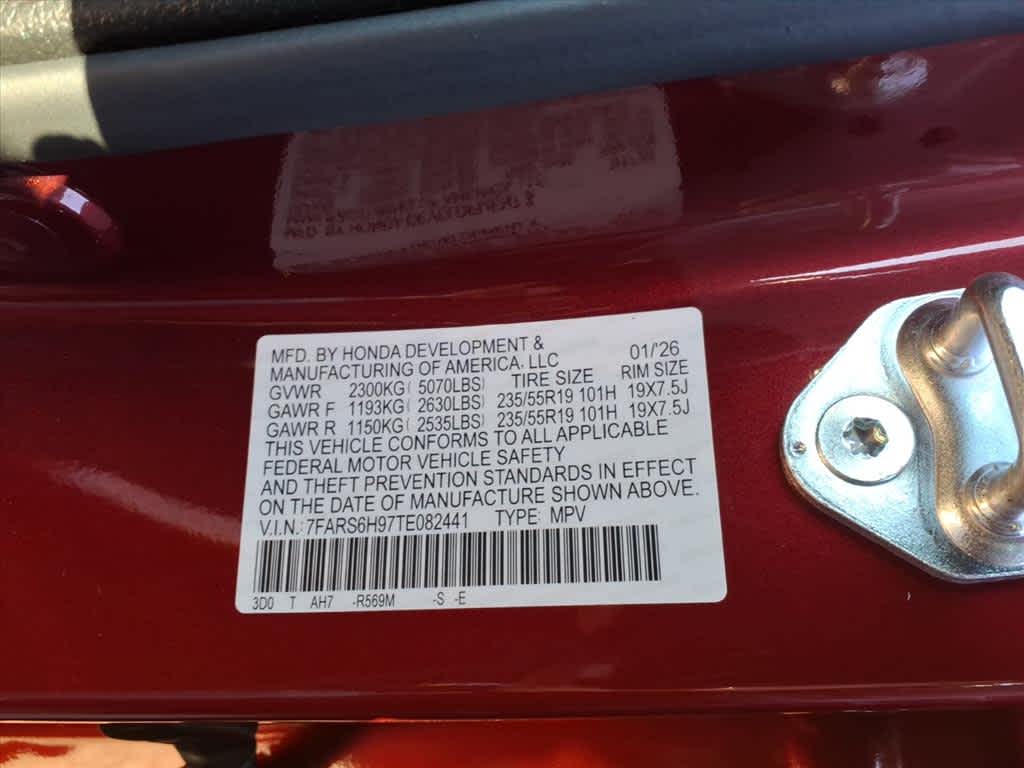 MFD. BY HONDA DEVELOPMENT &
MANUFACTURING OF AMERICA, LLC 01/'26
GVWR 2300KG( 5070LBS) TIRE SIZE RIM SIZE
GAWR F 1193KG( 2630LBS) 235/55R19 101H 19X7.5J
GAWR R 1150KG( 2535LBS) 235/55R19 101H 19X7.5J
THIS VEHICLE CONFORMS TO ALL APPLICABLE
FEDERAL MOTOR VEHICLE SAFETY
AND THEFT PREVENTION STANDARDS IN EFFECT
ON THE DATE OF MANUFACTURE SHOWN ABOVE.
V.I.N.:7FARS6H97TE082441 TYPE: MPV
3D0 T AH7 -R569M -S -E